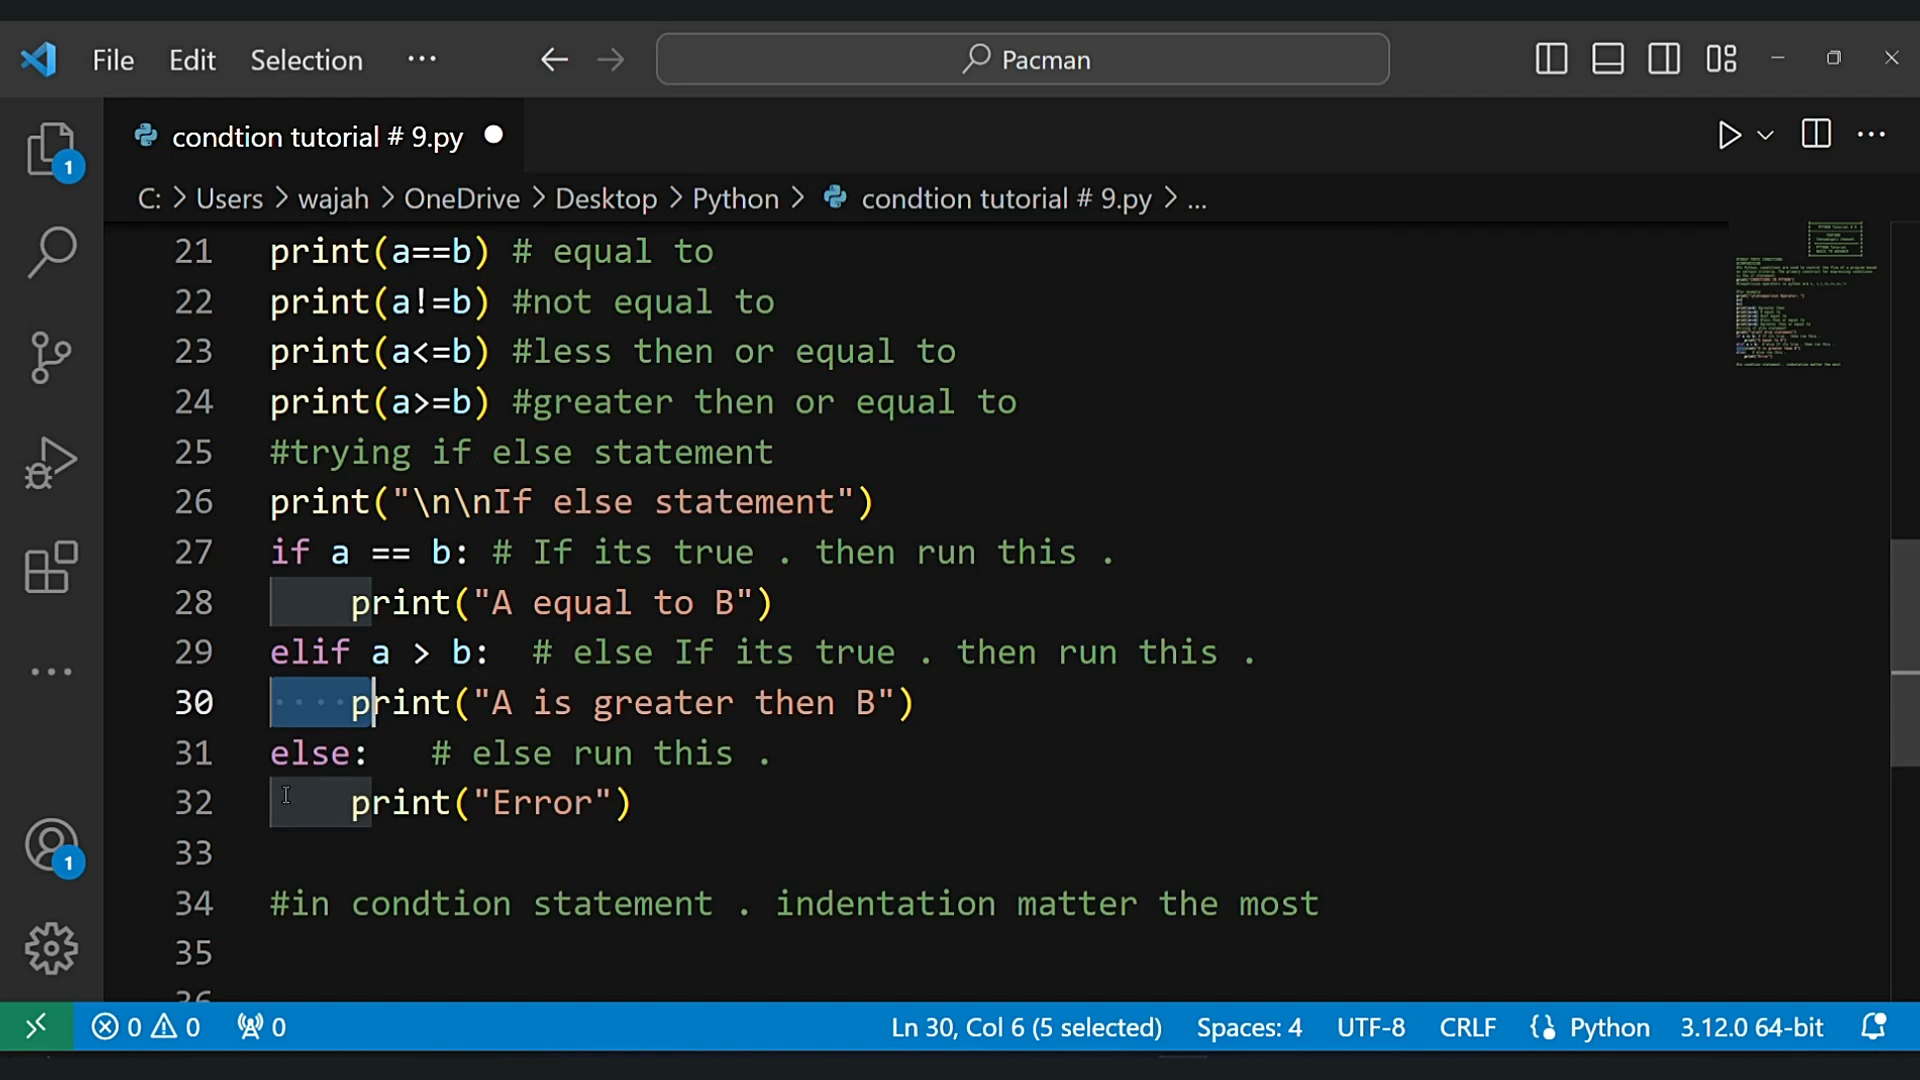 File Edit Selection ··· Pacman
condtion tutorial # 9.py
C: > Users > wajah > OneDrive > Desktop > Python > condtion tutorial # 9.py > ...
21 print(a==b) # equal to
22 print(a!=b) #not equal to
23 print(a<=b) #less then or equal to
24 print(a>=b) #greater then or equal to
25 #trying if else statement
26 print("\n\nIf else statement")
27 if a == b: # If its true . then run this .
28     print("A equal to B")
29 elif a > b:  # else If its true . then run this .
30     print("A is greater then B")
31 else:   # else run this .
32     print("Error")
33
34 #in condtion statement . indentation matter the most
35
36
1
1
0 0 0 Ln 30, Col 6 (5 selected) Spaces: 4 UTF-8 CRLF Python 3.12.0 64-bit